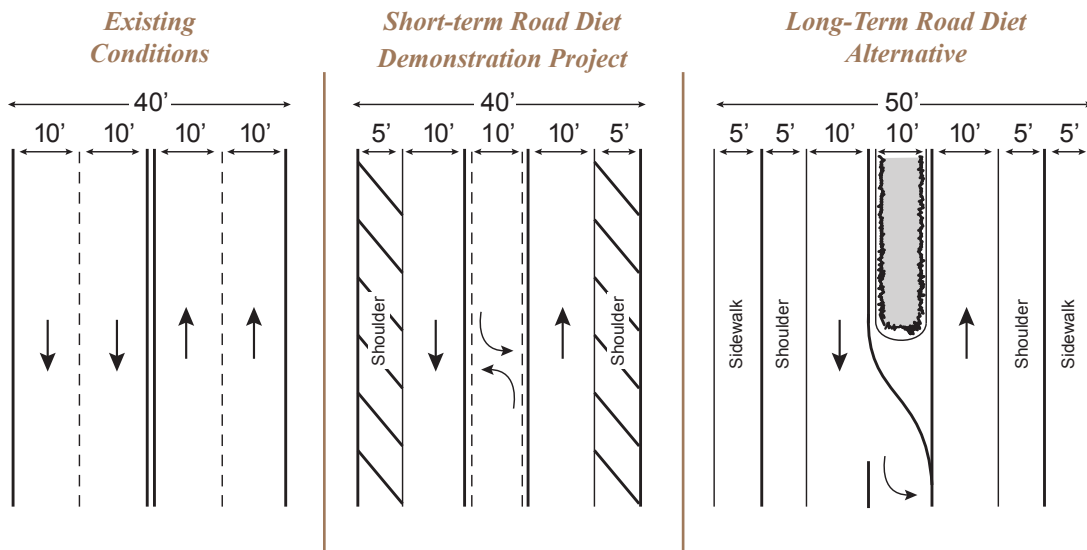 Existing
Conditions
40’
10’ 10’ 10’ 10’
Short-term Road Diet
Demonstration Project
40’
5’ 10’ 10’ 10’ 5’
Shoulder
Shoulder
Long-Term Road Diet
Alternative
50’
5’ 5’ 10’ 10’ 10’ 5’ 5’
Sidewalk
Shoulder
Shoulder
Sidewalk